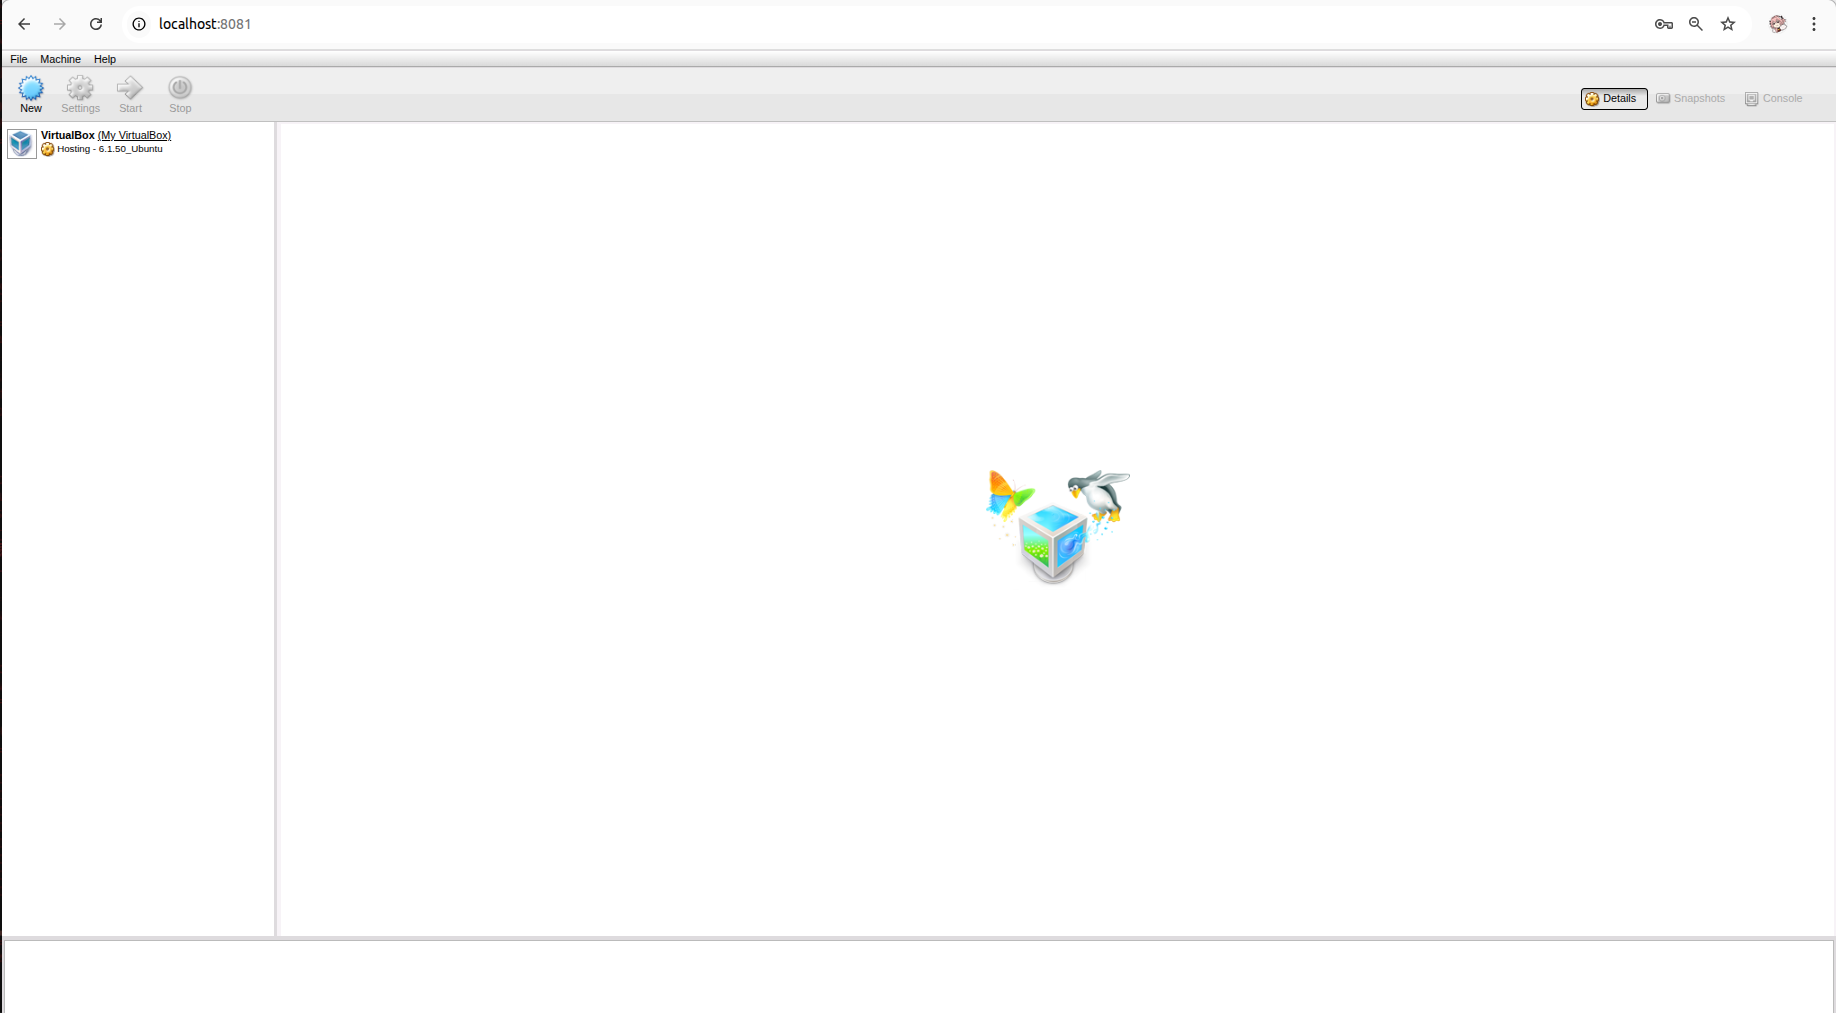 localhost:8081
File Machine Help
New Settings Start Stop
Details Snapshots Console
VirtualBox (My VirtualBox)
Hosting - 6.1.50_Ubuntu